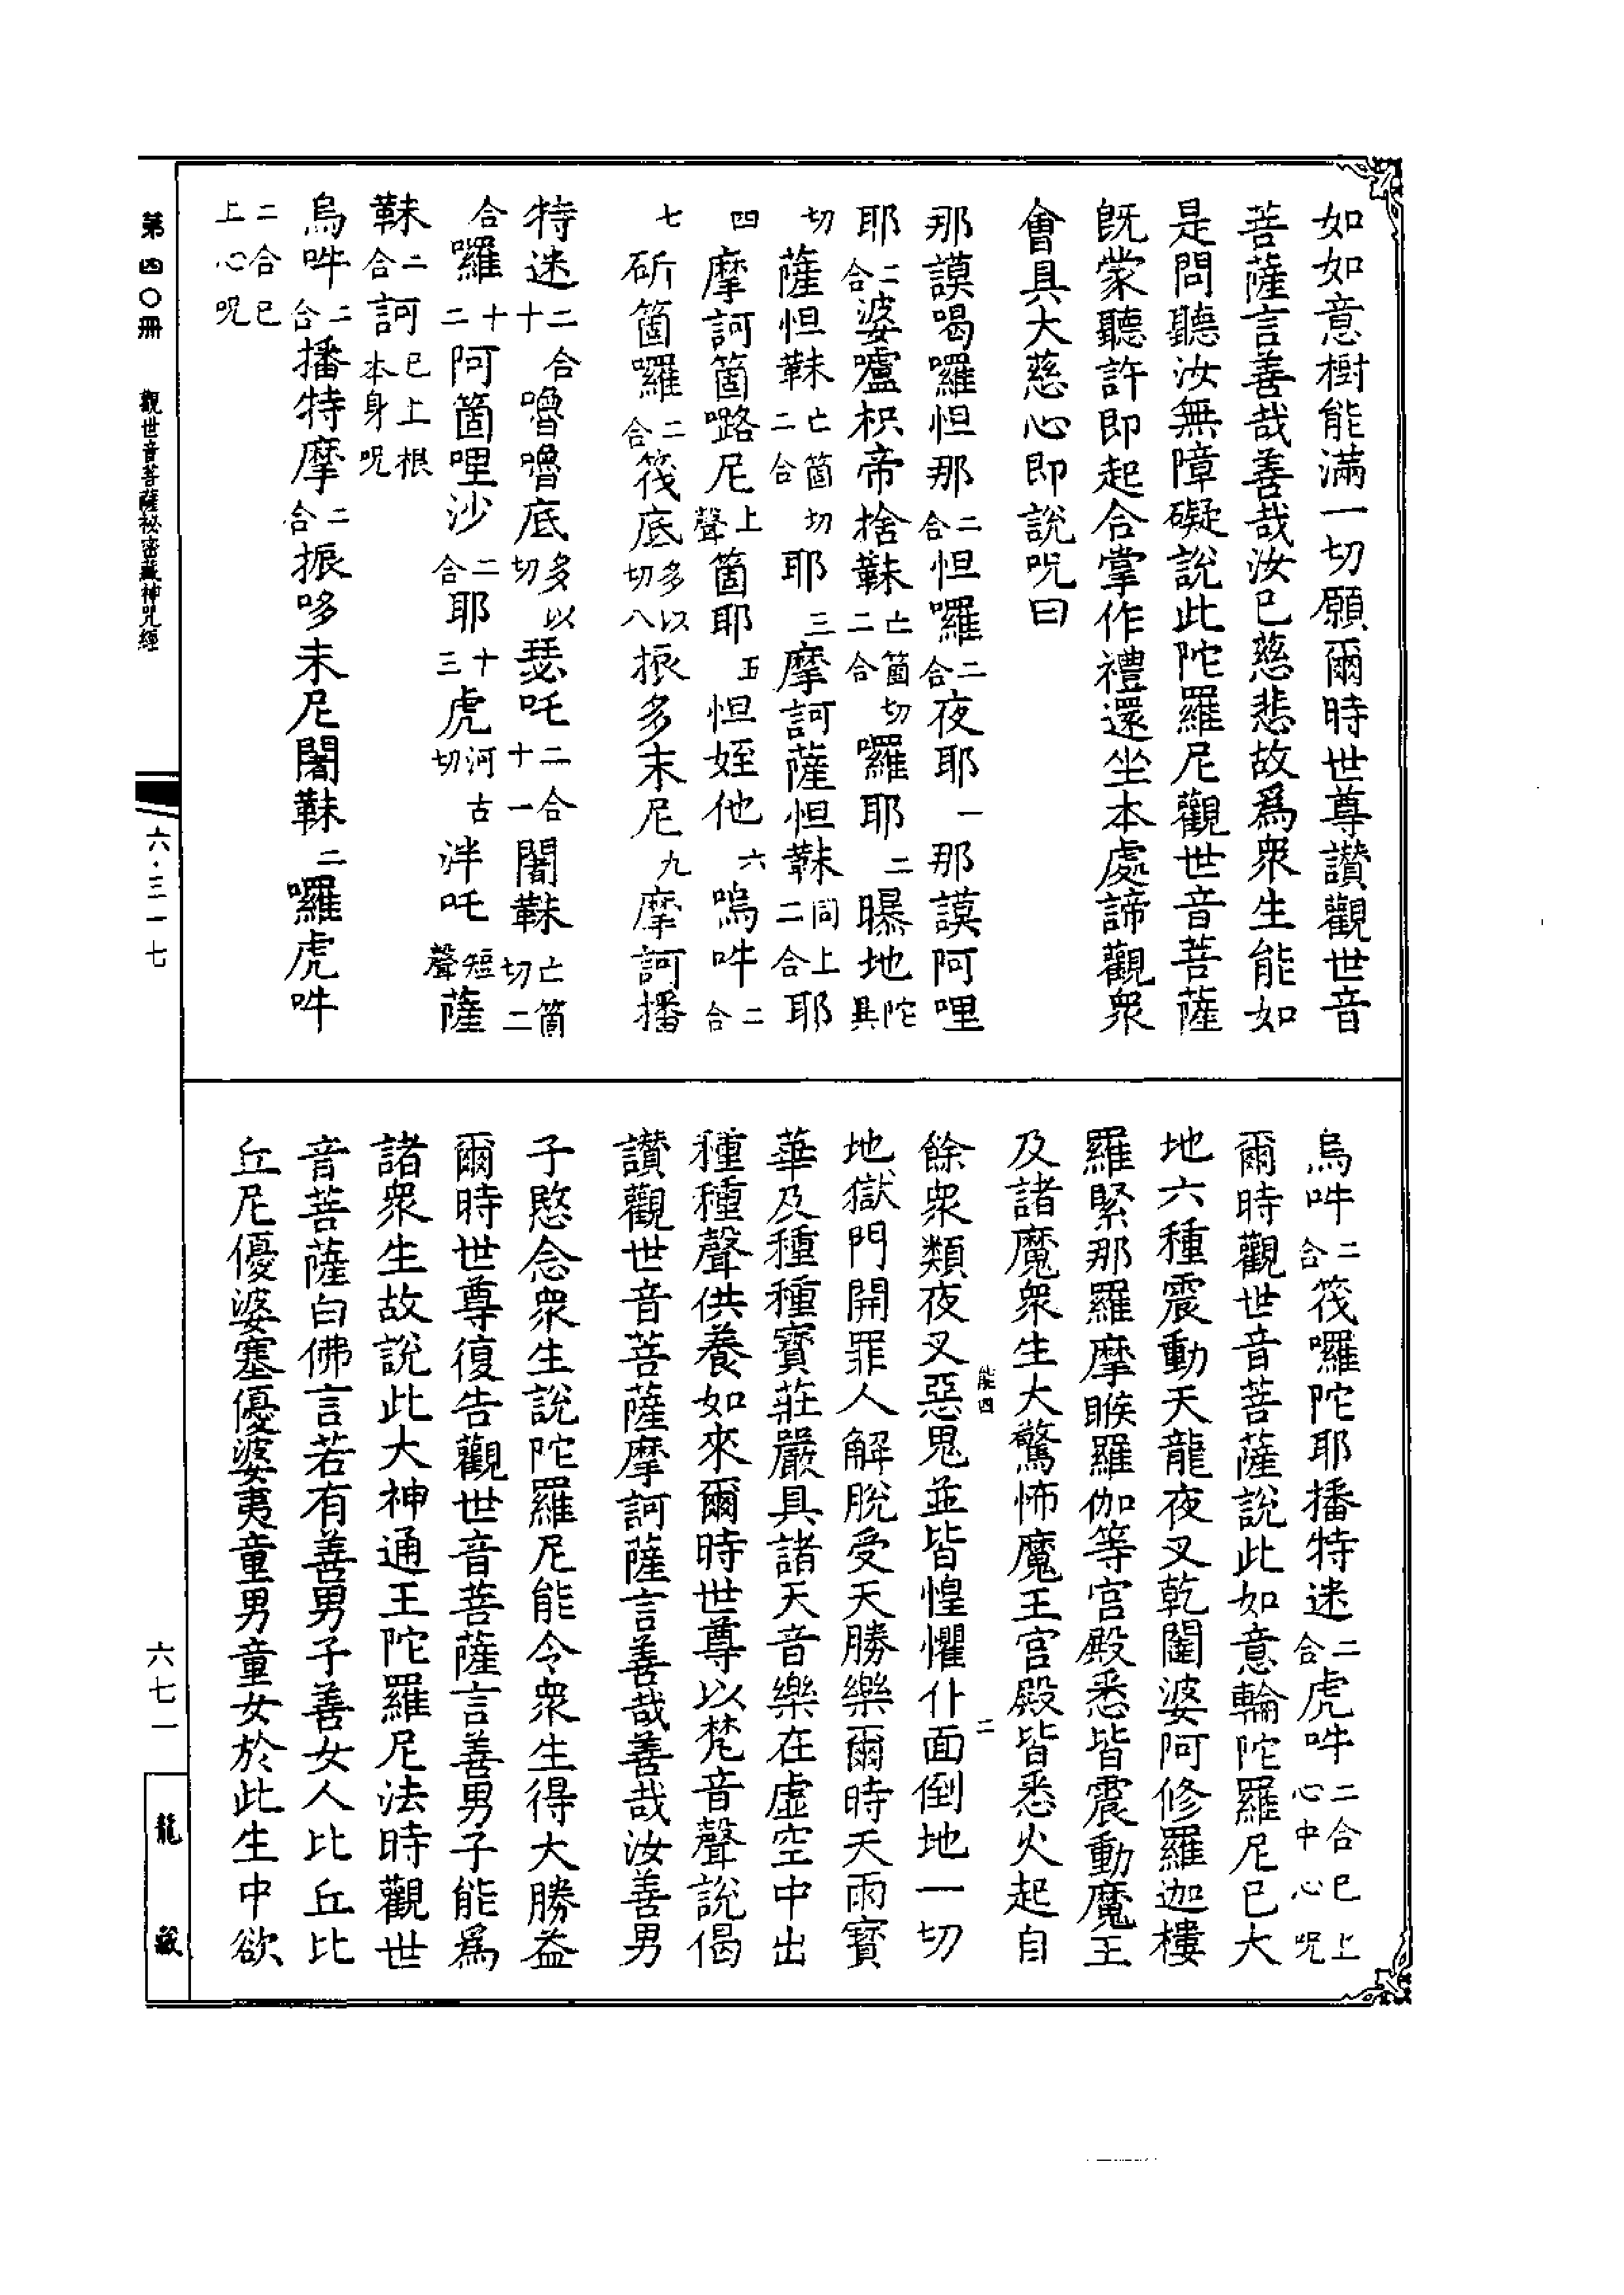 如如意樹能滿一切願爾時世尊讚觀世音
菩薩言善哉善哉汝已慈悲故爲衆生能如
是問聽汝無障礙說此陀羅尼觀世音菩薩
旣蒙聽許即起合掌作禮還坐本處諦觀衆
會具大慈心即說呪曰
那謨喝囉怛那二合怛囉二合夜耶一那謨阿哩
耶二合婆嚧枳帝捨靺亡箇切二合囉耶二曝地陀具
切薩怛靺亡箇切二合耶三摩訶薩怛靺同上二合耶
四摩訶箇嚕尼上聲箇耶五怛姪他六嗚吽二合
七斫箇囉二合筏底多以切八振多末尼九摩訶播
特迷二合十嚕嚕底多以切瑟吒二合十一闍靺亡箇切二
合囉十二阿箇哩沙二合耶十三虎河古切泮吒短聲薩
靺二合訶已上根本身呪
烏吽二合播特摩二合振哆末尼闍靺二囉虎吽
二合已上心呪
烏吽二合筏囉陀耶播特迷二合虎吽二合已上心中心呪
爾時觀世音菩薩說此如意輪陀羅尼已大
地六種震動天龍夜叉乾闥婆阿修羅迦樓
羅緊那羅摩睺羅伽等宮殿悉皆震動魔王
及諸魔衆生大驚怖魔王宮殿皆悉火起自
餘衆類夜叉惡鬼並皆惶懼仆面倒地一切
能四 二
地獄門開罪人解脫受天勝樂爾時天雨寳
華及種種寳莊嚴具諸天音樂在虛空中出
種種聲供養如來爾時世尊以梵音聲說偈
讚觀世音菩薩摩訶薩言善哉善哉汝善男
子愍念衆生說陀羅尼能令衆生得大勝益
爾時世尊復告觀世音菩薩言善男子能爲
諸衆生故說此大神通王陀羅尼法時觀世
音菩薩白佛言若有善男子善女人比丘比
丘尼優婆塞優婆夷童男童女於此生中欲
第四〇冊 觀世音菩薩祕密藏神咒經
六·三一七
六七一
龍藏